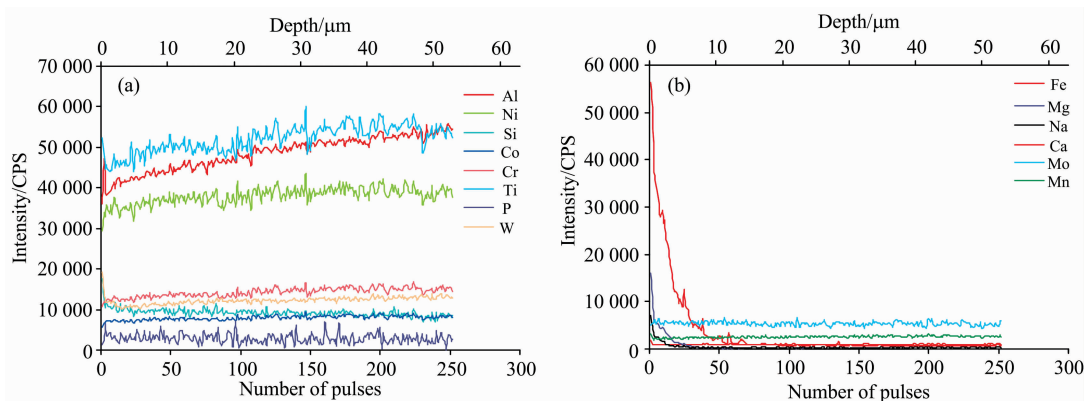 Depth/μm
0 10 20 30 40 50 60
70 000
60 000
50 000
40 000
30 000
20 000
10 000
0
Intensity/CPS
(a)
Al
Ni
Si
Co
Cr
Ti
P
W
0 50 100 150 200 250 300
Number of pulses
Depth/μm
0 10 20 30 40 50 60
60 000
50 000
40 000
30 000
20 000
10 000
0
Intensity/CPS
(b)
Fe
Mg
Na
Ca
Mo
Mn
0 50 100 150 200 250 300
Number of pulses